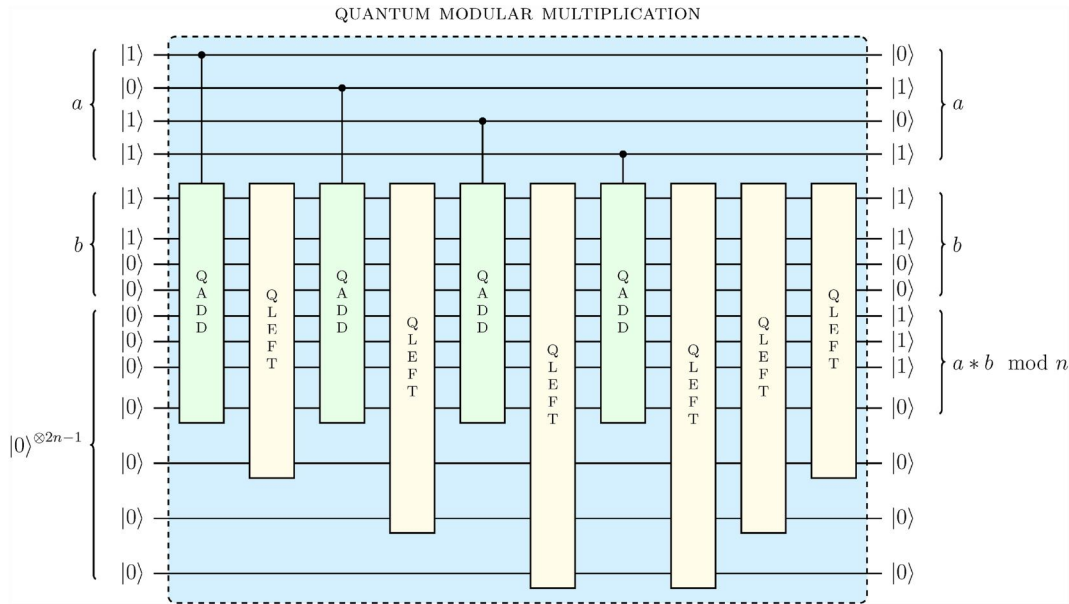 QUANTUM MODULAR MULTIPLICATION
|1⟩ |0⟩
|0⟩ |1⟩
a a
|1⟩ |0⟩
|1⟩ |1⟩
|1⟩ |1⟩
|1⟩ |1⟩
b b
|0⟩ |0⟩
|0⟩ |0⟩
|0⟩ |1⟩
|0⟩ |1⟩
|0⟩ |1⟩
a ∗ b mod n
|0⟩ |0⟩
|0⟩^{⊗2n−1}
|0⟩ |0⟩
|0⟩ |0⟩
|0⟩ |0⟩
QADD
QLEFT
QADD
QLEFT
QADD
QLEFT
QADD
QLEFT
QLEFT
QLEFT